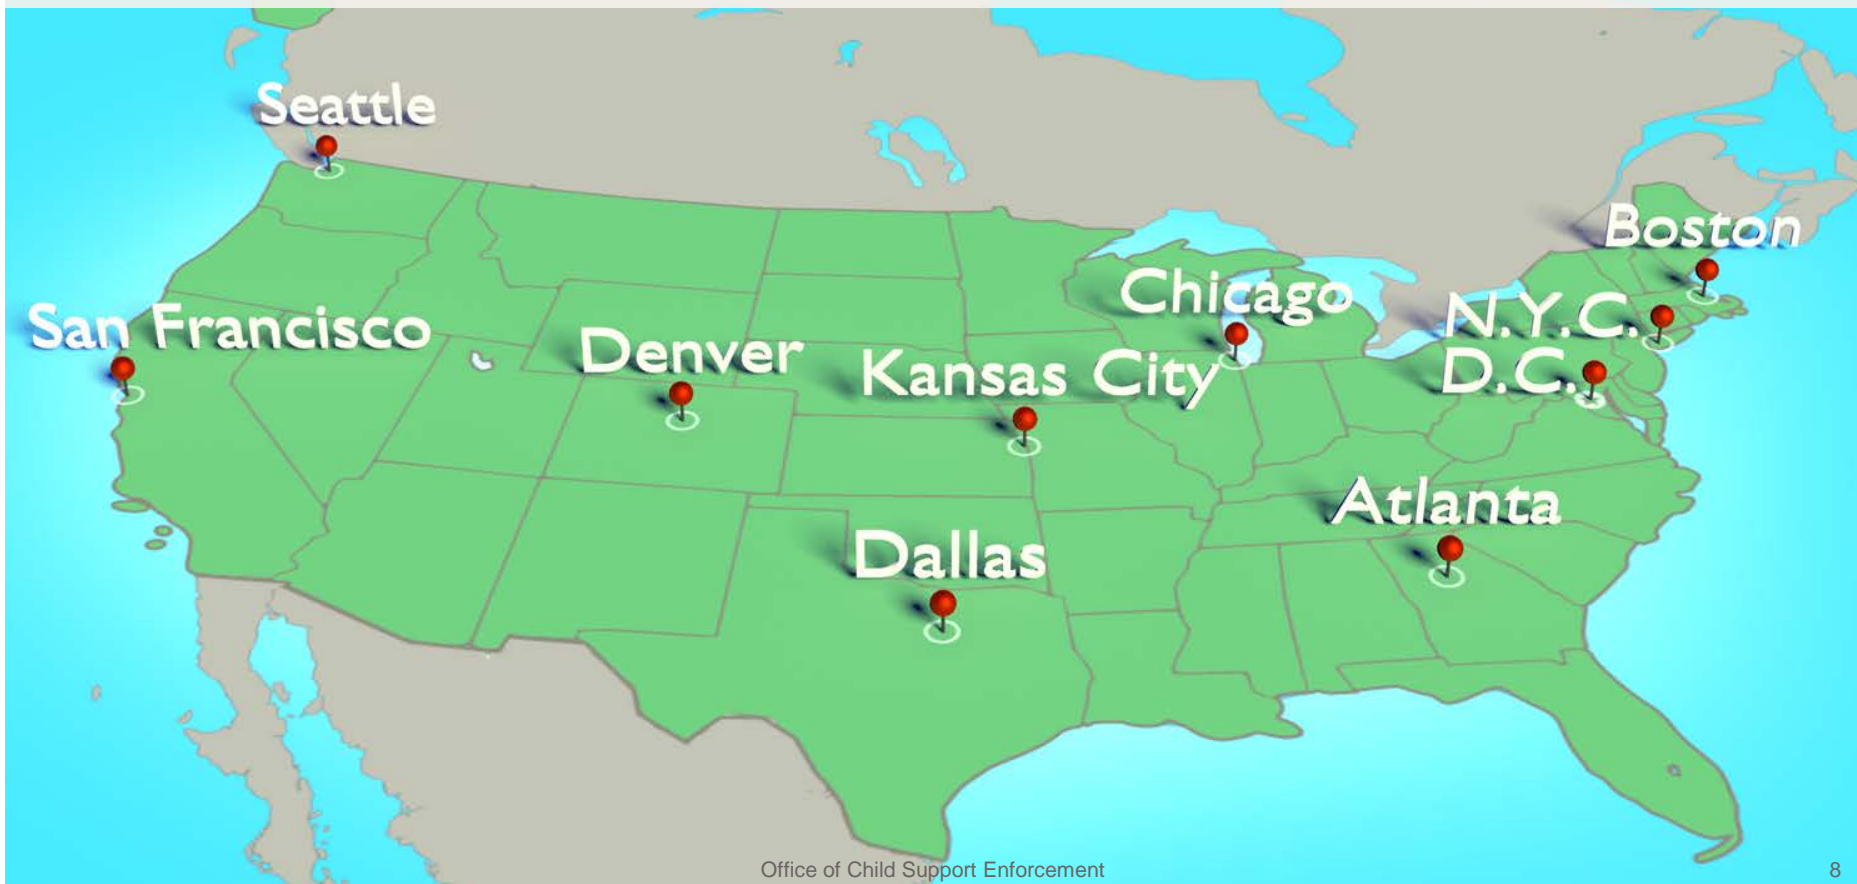 Seattle
Boston
Chicago
N.Y.C.
San Francisco
Denver
Kansas City
D.C.
Atlanta
Dallas
Office of Child Support Enforcement
8